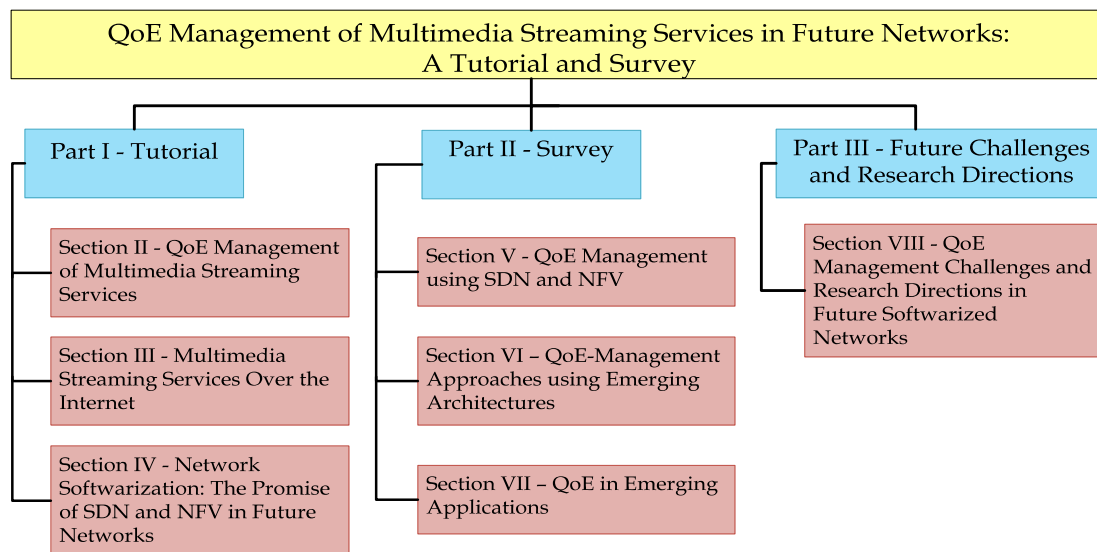 QoE Management of Multimedia Streaming Services in Future Networks:
A Tutorial and Survey
Part I - Tutorial
Section II - QoE Management
of Multimedia Streaming
Services
Section III - Multimedia
Streaming Services Over the
Internet
Section IV - Network
Softwarization: The Promise
of SDN and NFV in Future
Networks
Part II - Survey
Section V - QoE Management
using SDN and NFV
Section VI – QoE-Management
Approaches using Emerging
Architectures
Section VII – QoE in Emerging
Applications
Part III - Future Challenges
and Research Directions
Section VIII - QoE
Management Challenges and
Research Directions in
Future Softwarized
Networks